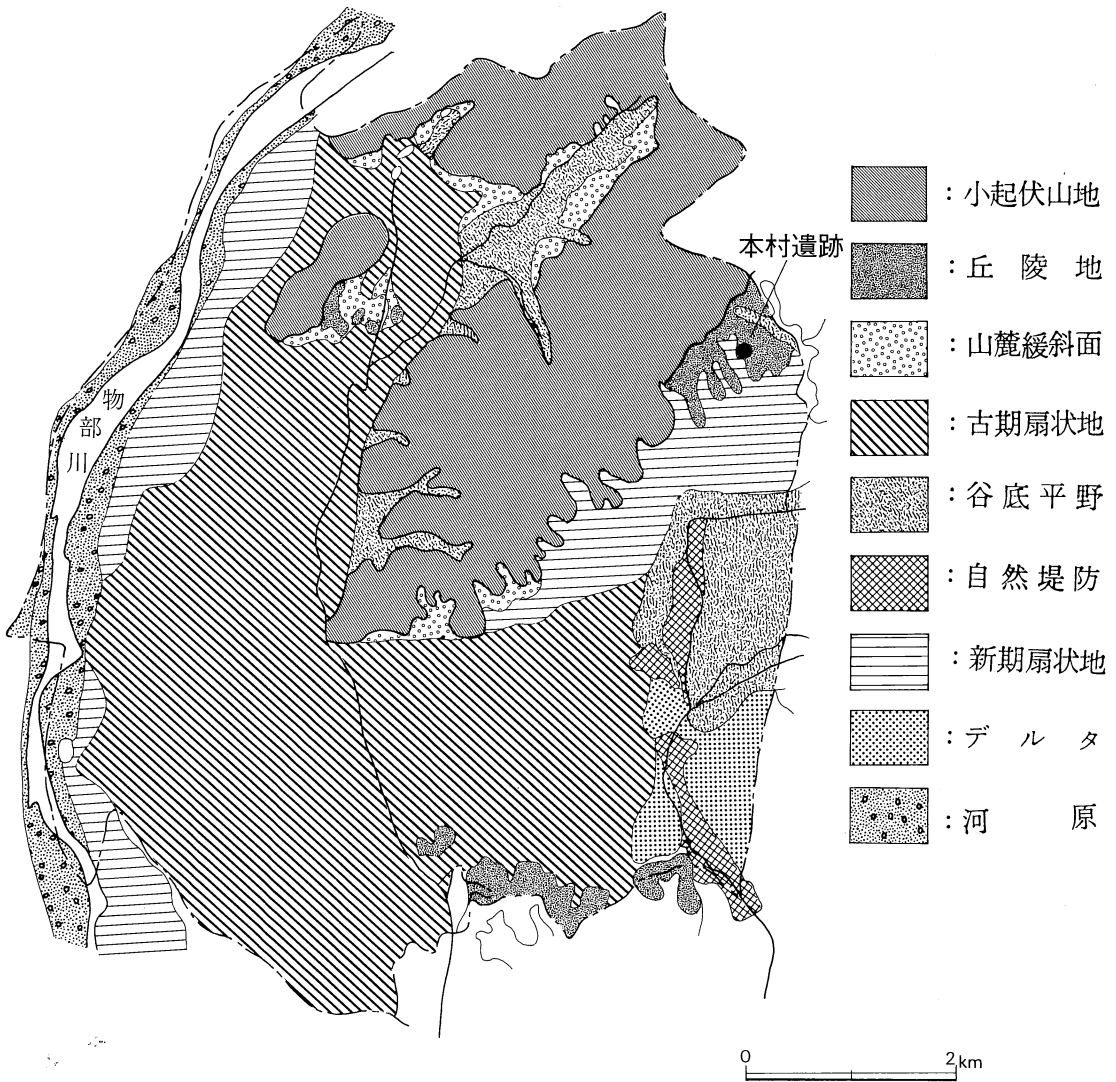 本村遺跡
物部川
：小起伏山地
：丘陵地
：山麓緩斜面
：古期扇状地
：谷底平野
：自然堤防
：新期扇状地
：デルタ
：河原
0 2km